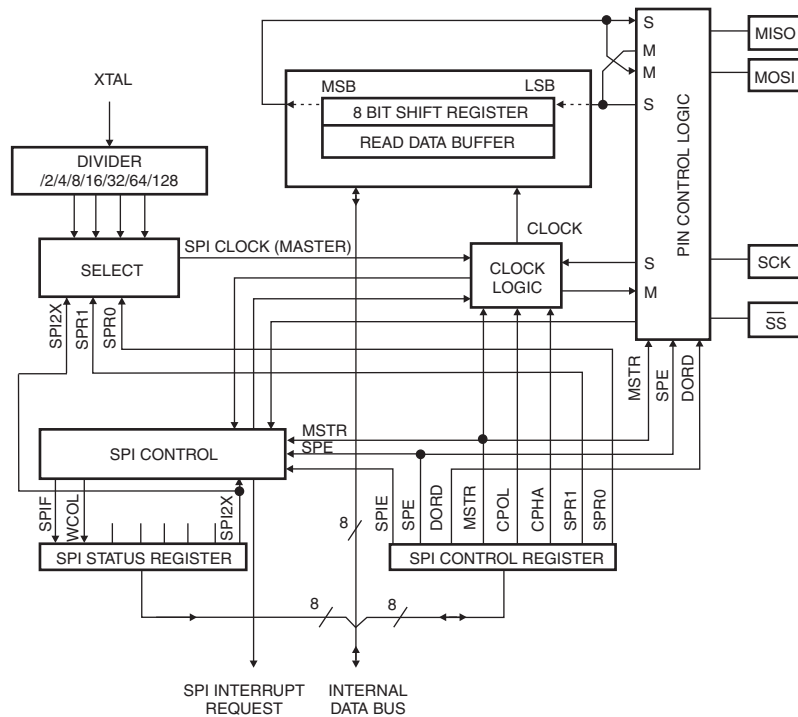 S
M
M
S
MISO
MOSI
XTAL
MSB
LSB
8 BIT SHIFT REGISTER
READ DATA BUFFER
DIVIDER
/2/4/8/16/32/64/128
PIN CONTROL LOGIC
CLOCK
SPI CLOCK (MASTER)
SELECT
CLOCK
LOGIC
S
M
SCK
SS
SPI2X
SPR1
SPR0
MSTR
SPE
DORD
MSTR
SPE
SPI CONTROL
SPIF
WCOL
SPI2X
SPIE
SPE
DORD
MSTR
CPOL
CPHA
SPR1
SPR0
8
SPI STATUS REGISTER
SPI CONTROL REGISTER
8
8
SPI INTERRUPT
REQUEST
INTERNAL
DATA BUS